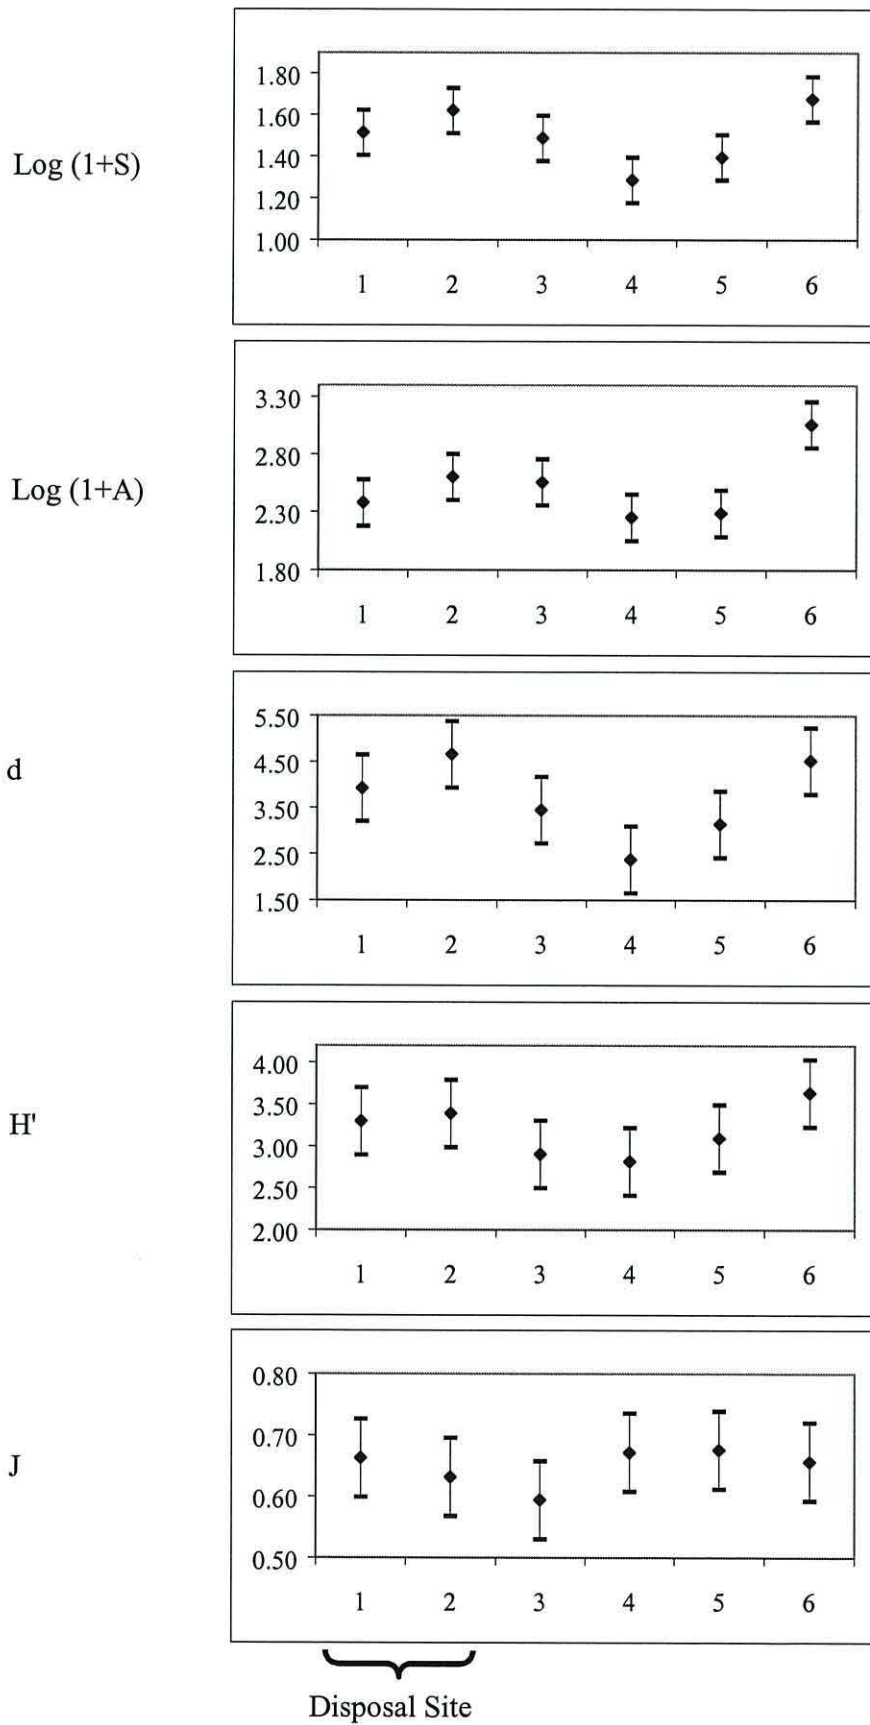 Log (1+S)
1.80
1.60
1.40
1.20
1.00
1 2 3 4 5 6
Log (1+A)
3.30
2.80
2.30
1.80
1 2 3 4 5 6
d
5.50
4.50
3.50
2.50
1.50
1 2 3 4 5 6
H'
4.00
3.50
3.00
2.50
2.00
1 2 3 4 5 6
J
0.80
0.70
0.60
0.50
1 2 3 4 5 6
Disposal Site